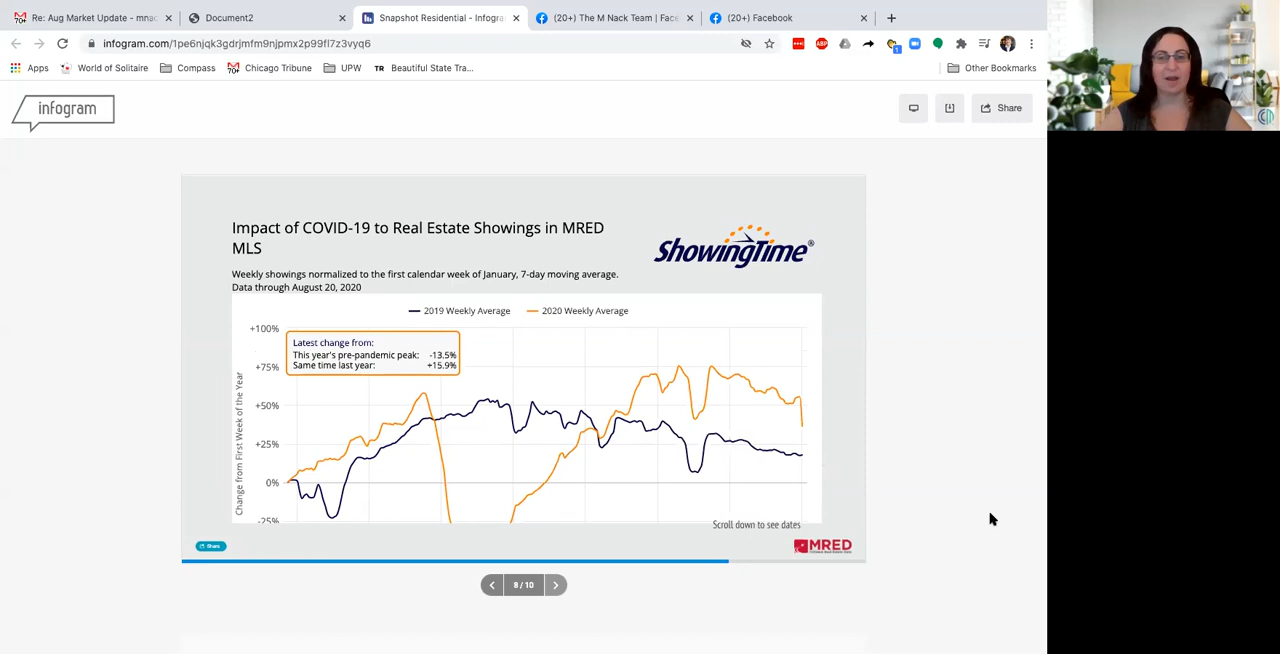 Re: Aug Market Update - mnac
Document2
Snapshot Residential - Infogra
(20+) The M Nack Team | Face
(20+) Facebook
infogram.com/1pe6njqk3gdrjmfm9njpmx2p99fl7z3vyq6
ABP
1
Apps
World of Solitaire
Compass
Chicago Tribune
UPW
TR Beautiful State Tra...
Other Bookmarks
infogram
Share
Impact of COVID-19 to Real Estate Showings in MRED
MLS
ShowingTime®
Weekly showings normalized to the first calendar week of January, 7-day moving average.
Data through August 20, 2020
2019 Weekly Average
2020 Weekly Average
Change from First Week of the Year
+100%
+75%
+50%
+25%
0%
-25%
Latest change from:
This year's pre-pandemic peak: -13.5%
Same time last year: +15.9%
Scroll down to see dates
Share
MRED
8 / 10